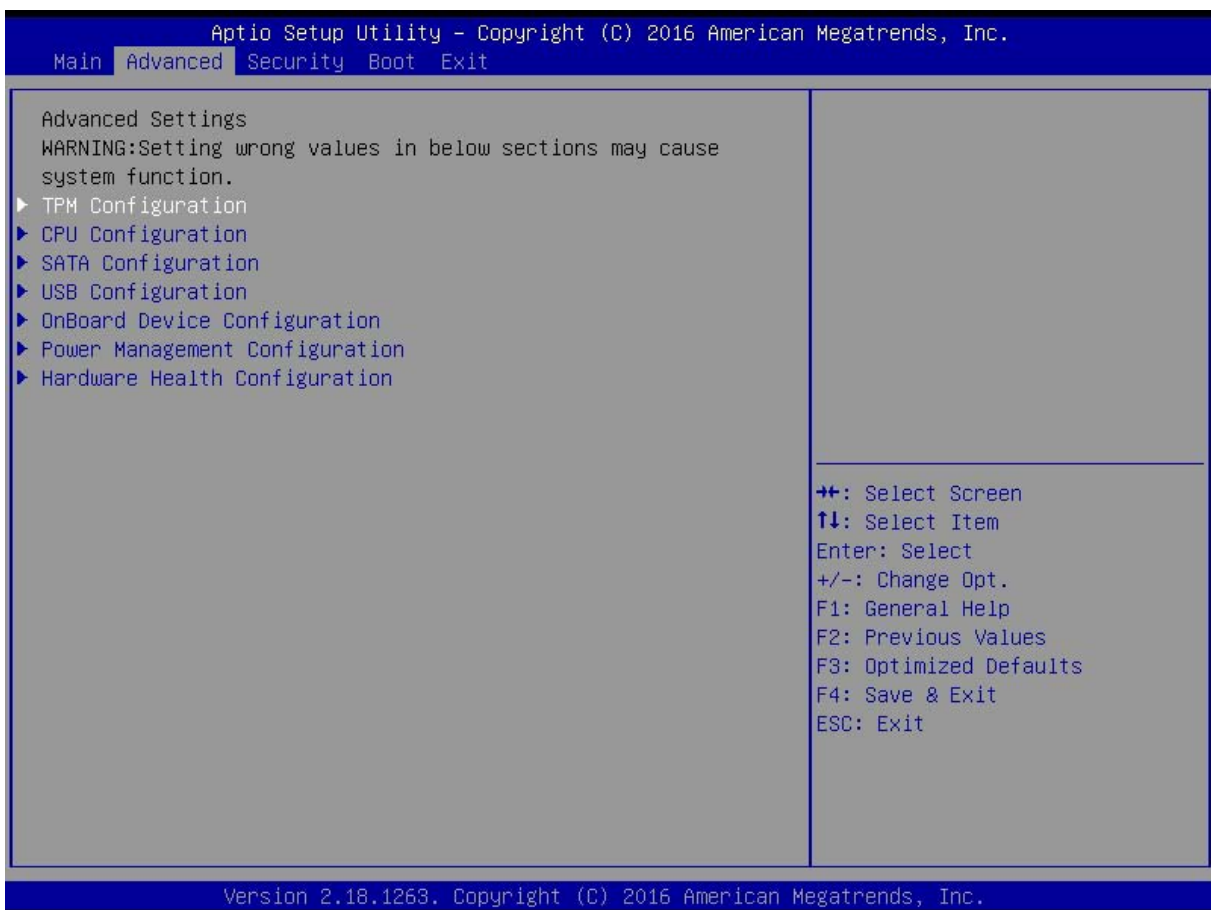 Aptio Setup Utility – Copyright (C) 2016 American Megatrends, Inc.
Main Advanced Security Boot Exit
Advanced Settings
WARNING:Setting wrong values in below sections may cause
system function.
▶ TPM Configuration
▶ CPU Configuration
▶ SATA Configuration
▶ USB Configuration
▶ OnBoard Device Configuration
▶ Power Management Configuration
▶ Hardware Health Configuration
→←: Select Screen
↑↓: Select Item
Enter: Select
+/-: Change Opt.
F1: General Help
F2: Previous Values
F3: Optimized Defaults
F4: Save & Exit
ESC: Exit
Version 2.18.1263. Copyright (C) 2016 American Megatrends, Inc.